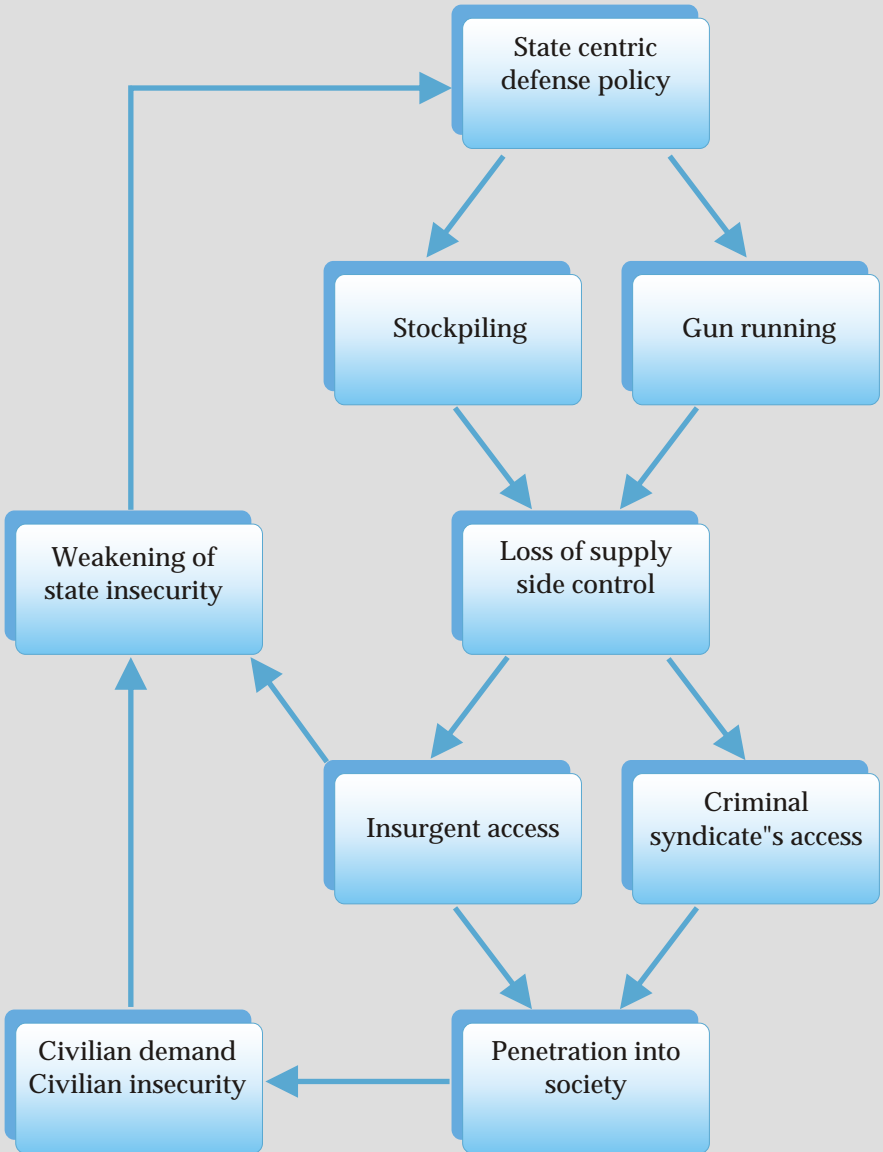 State centric
defense policy
Stockpiling
Gun running
Weakening of
state insecurity
Loss of supply
side control
Insurgent access
Criminal
syndicate"s access
Civilian demand
Civilian insecurity
Penetration into
society